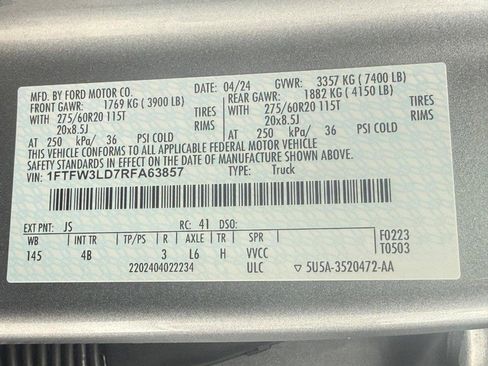 MFD. BY FORD MOTOR CO. 04/24 GVWR: 3357 KG ( 7400 LB)
FRONT GAWR: 1769 KG ( 3900 LB) REAR GAWR: 1882 KG ( 4150 LB)
WITH WITH
275/60R20 115T TIRES 275/60R20 115T TIRES
20x8.5J RIMS 20x8.5J RIMS
AT 250 kPa/ 36 PSI COLD AT 250 kPa/ 36 PSI COLD
THIS VEHICLE CONFORMS TO ALL APPLICABLE FEDERAL MOTOR VEHICLE
SAFETY AND THEFT PREVENTION STANDARDS IN EFFECT ON THE DATE OF MANUFACTURE SHOWN ABOVE.
VIN: 1FTFW3LD7RFA63857 TYPE: Truck
EXT PNT: JS RC: 41 DSO: F0223
WB INT TR TP/PS R AXLE TR SPR T0503
145 4B 3 L6 H VVCC
2202404022234 ULC ▽ 5U5A-3520472-AA